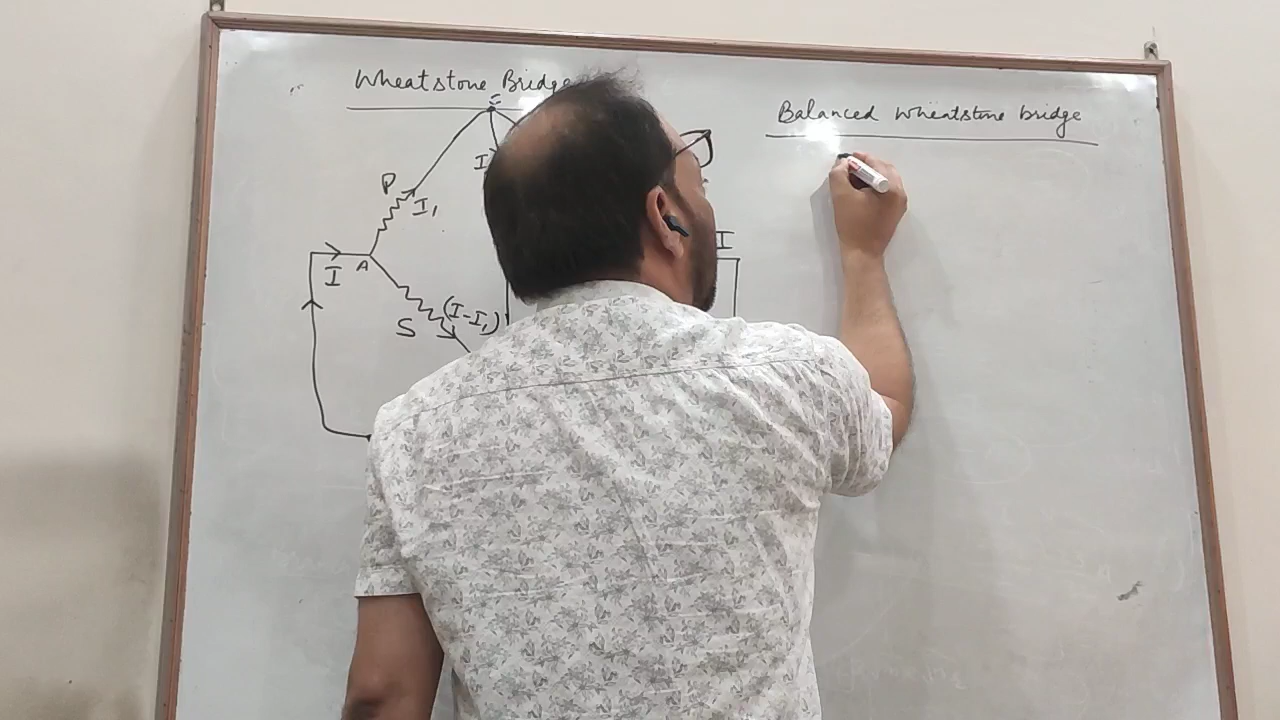 Wheatstone Bridge
Balanced Wheatstone bridge
P
I
I₁
I
I
A
(I-I₁)
S